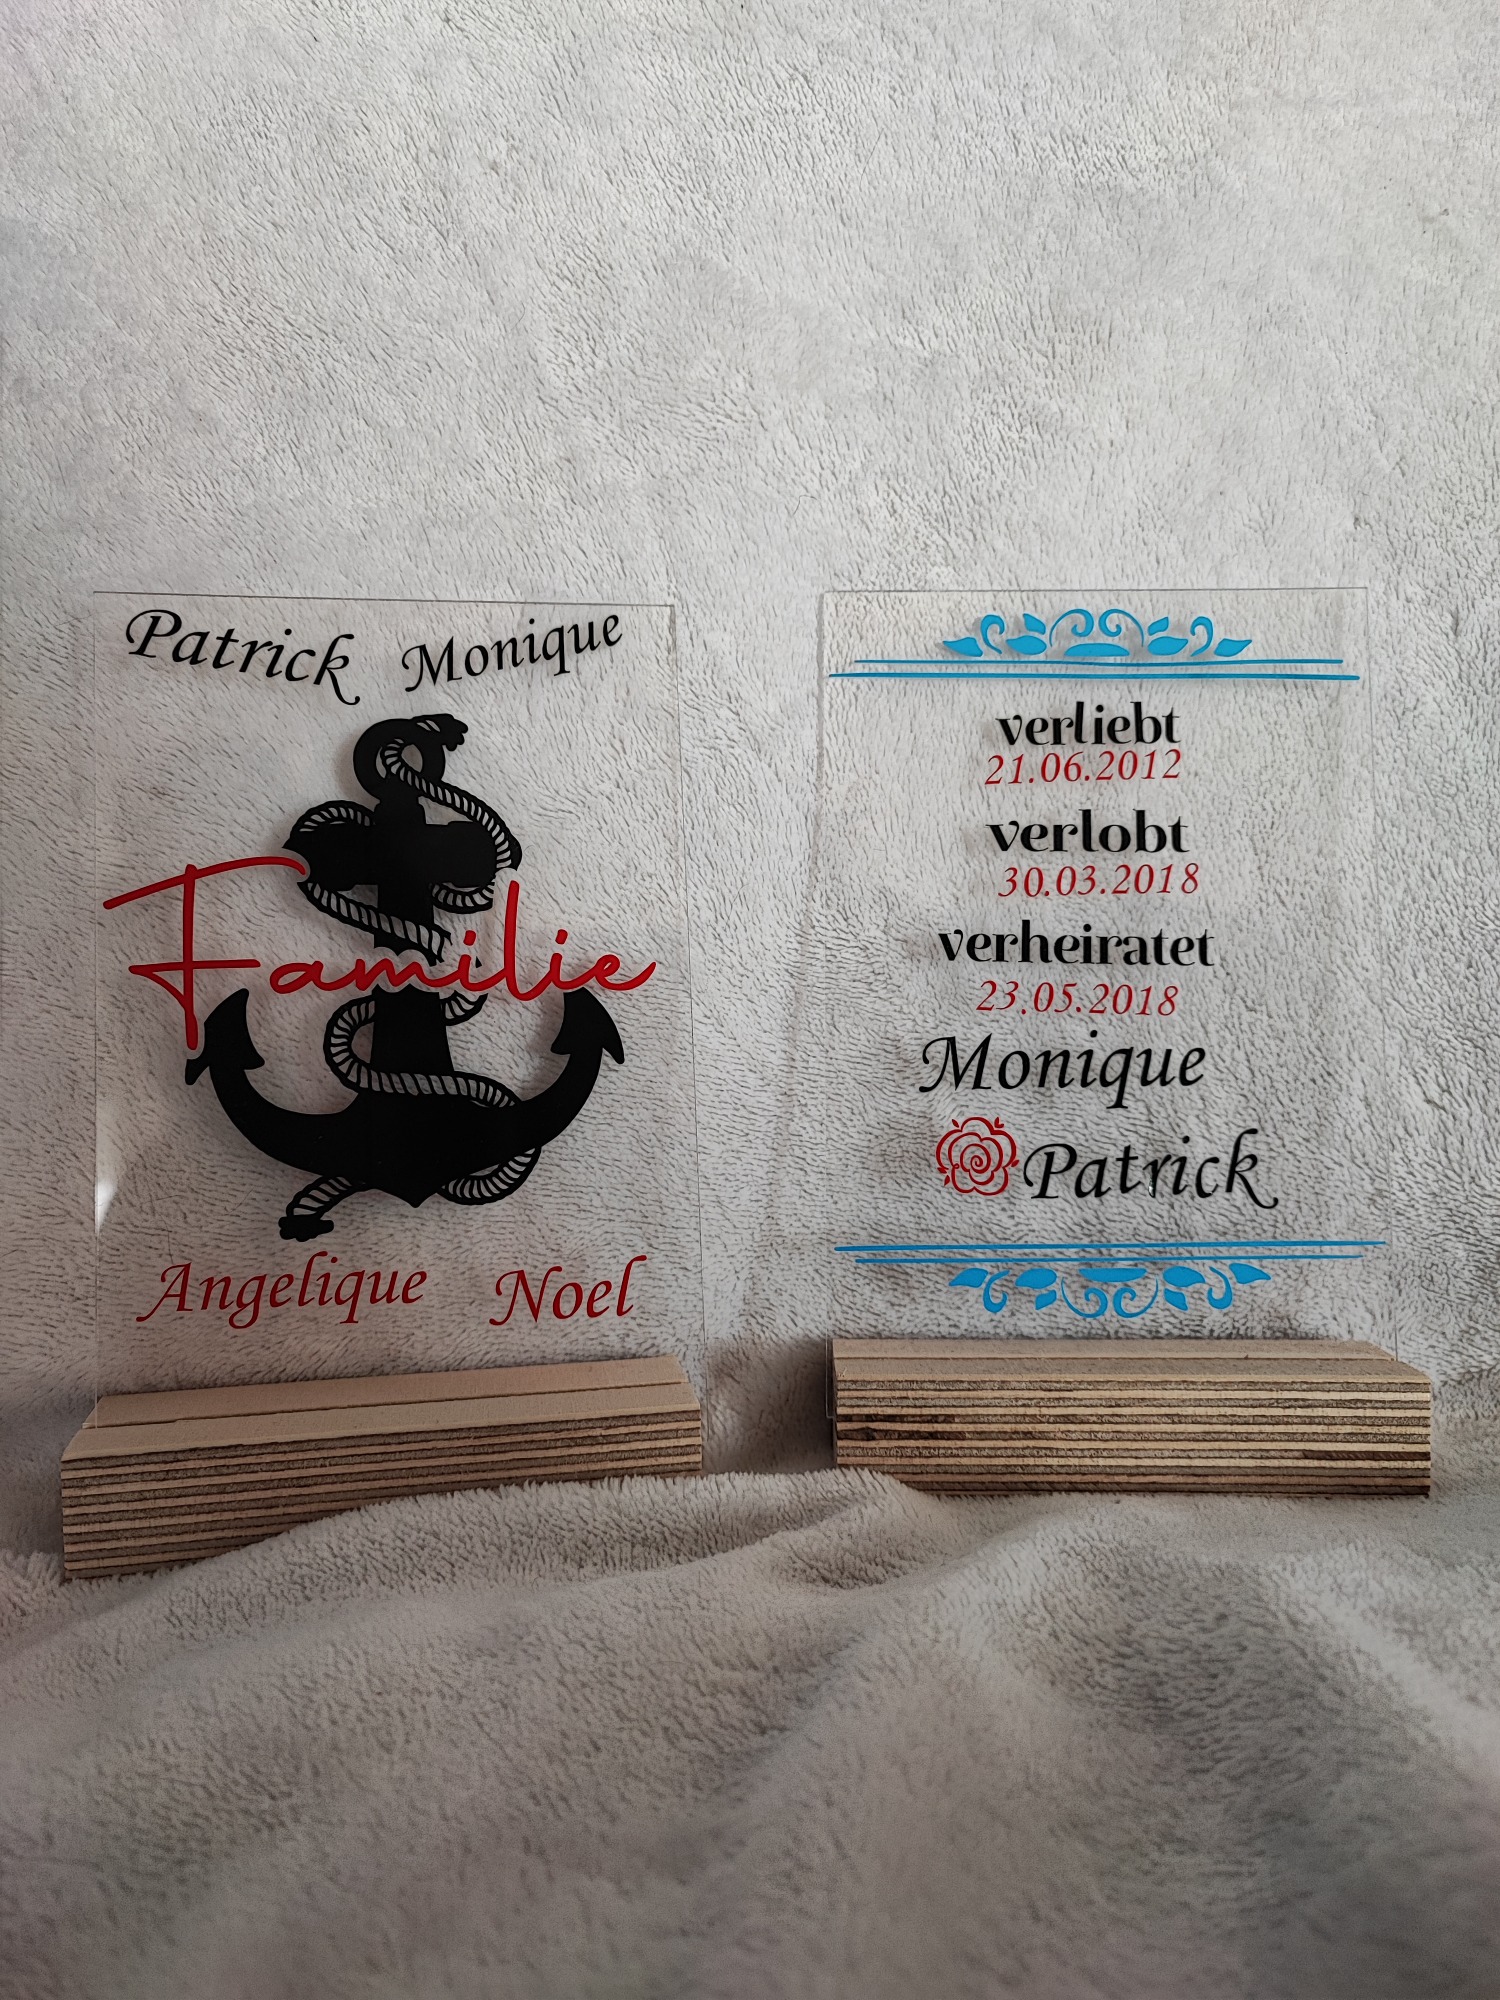 Patrick Monique
Familie
Angelique Noel
verliebt
21.06.2012
verlobt
30.03.2018
verheiratet
23.05.2018
Monique
Patrick